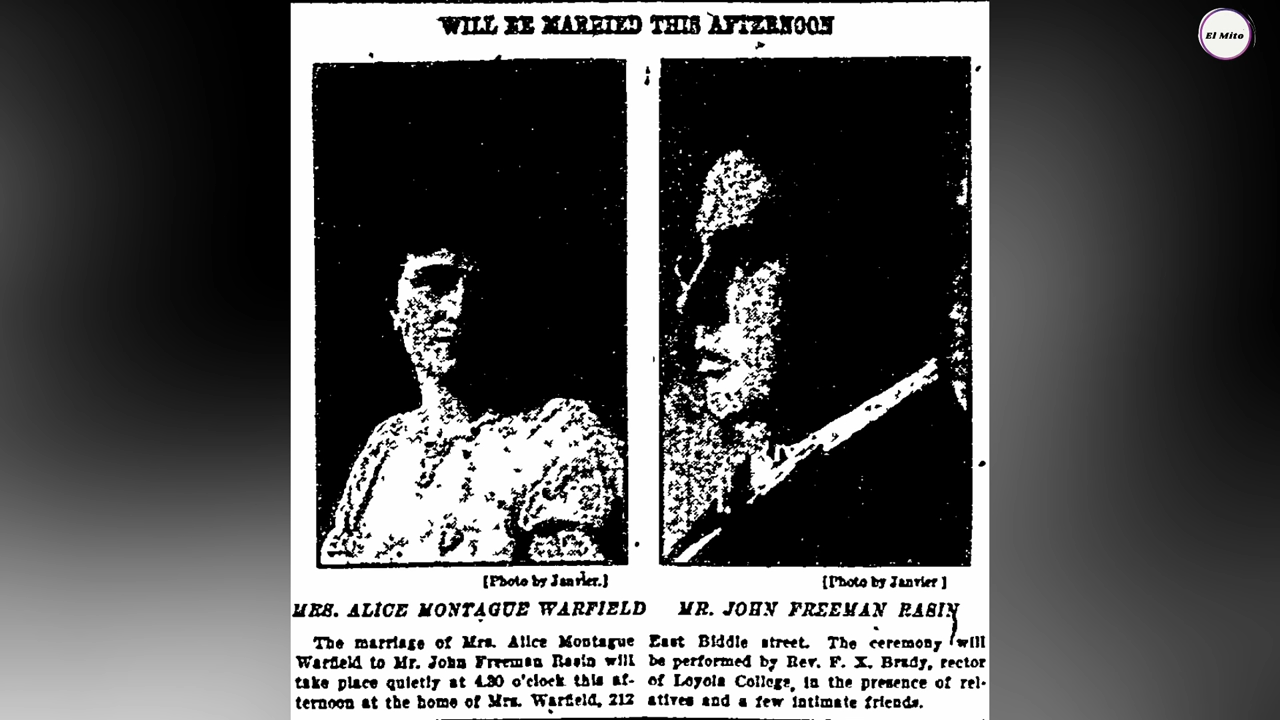 El Mito
WILL BE MARRIED THIS AFTERNOON
[Photo by Janvier.]
[Photo by Janvier]
MRS. ALICE MONTAGUE WARFIELD
MR. JOHN FREEMAN RASIN
The marriage of Mrs. Alice Montague
Warfield to Mr. John Freeman Rasin will
take place quietly at 4.30 o'clock this af-
ternoon at the home of Mrs. Warfield, 212
East Biddle street. The ceremony will
be performed by Rev. F. X. Brady, rector
of Loyola College, in the presence of rel-
atives and a few intimate friends.